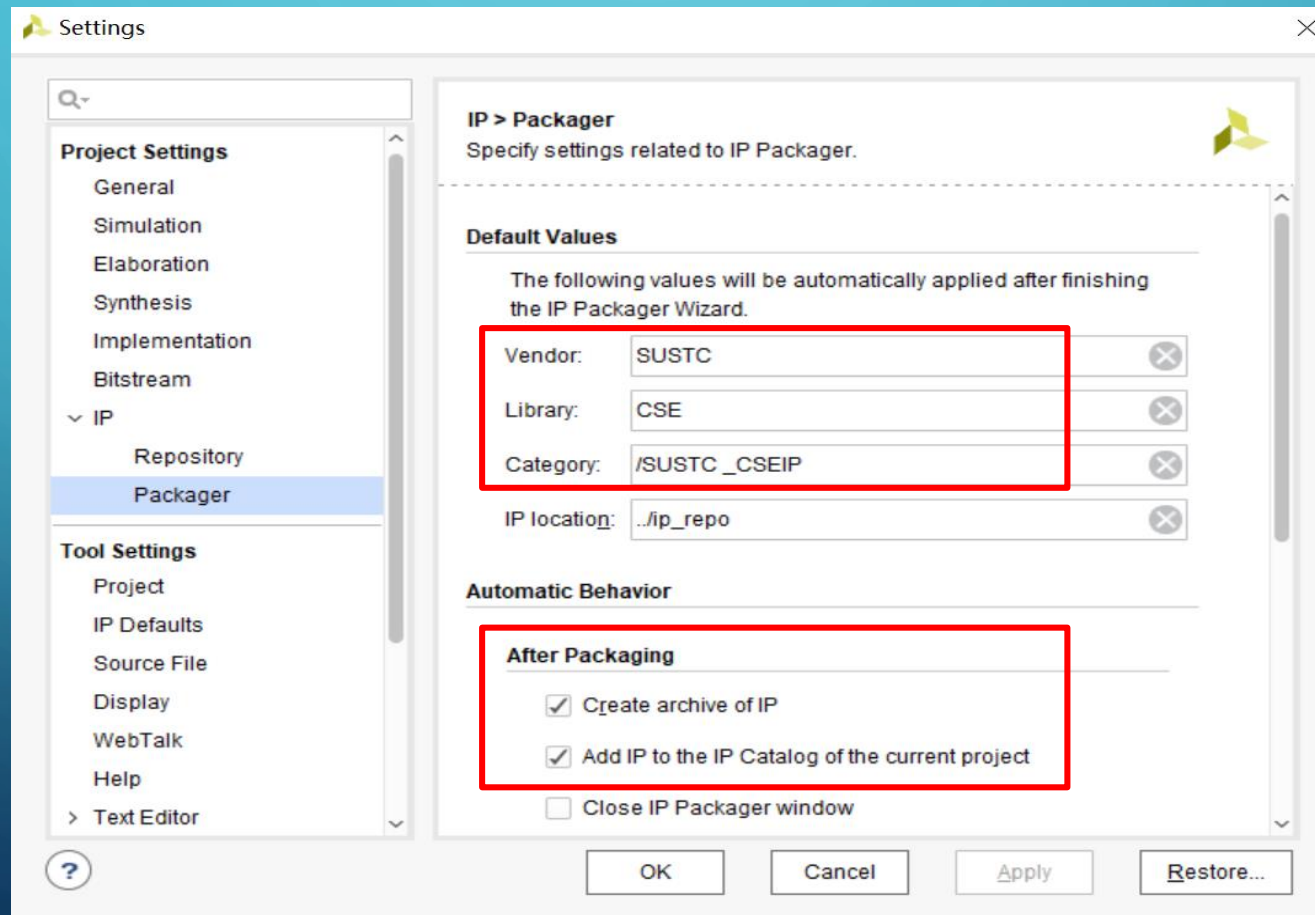 Settings
Project Settings
General
Simulation
Elaboration
Synthesis
Implementation
Bitstream
IP
Repository
Packager
Tool Settings
Project
IP Defaults
Source File
Display
WebTalk
Help
Text Editor
IP > Packager
Specify settings related to IP Packager.
Default Values
The following values will be automatically applied after finishing
the IP Packager Wizard.
Vendor: SUSTC
Library: CSE
Category: /SUSTC _CSEIP
IP location: ../ip_repo
Automatic Behavior
After Packaging
Create archive of IP
Add IP to the IP Catalog of the current project
Close IP Packager window
? OK Cancel Apply Restore...